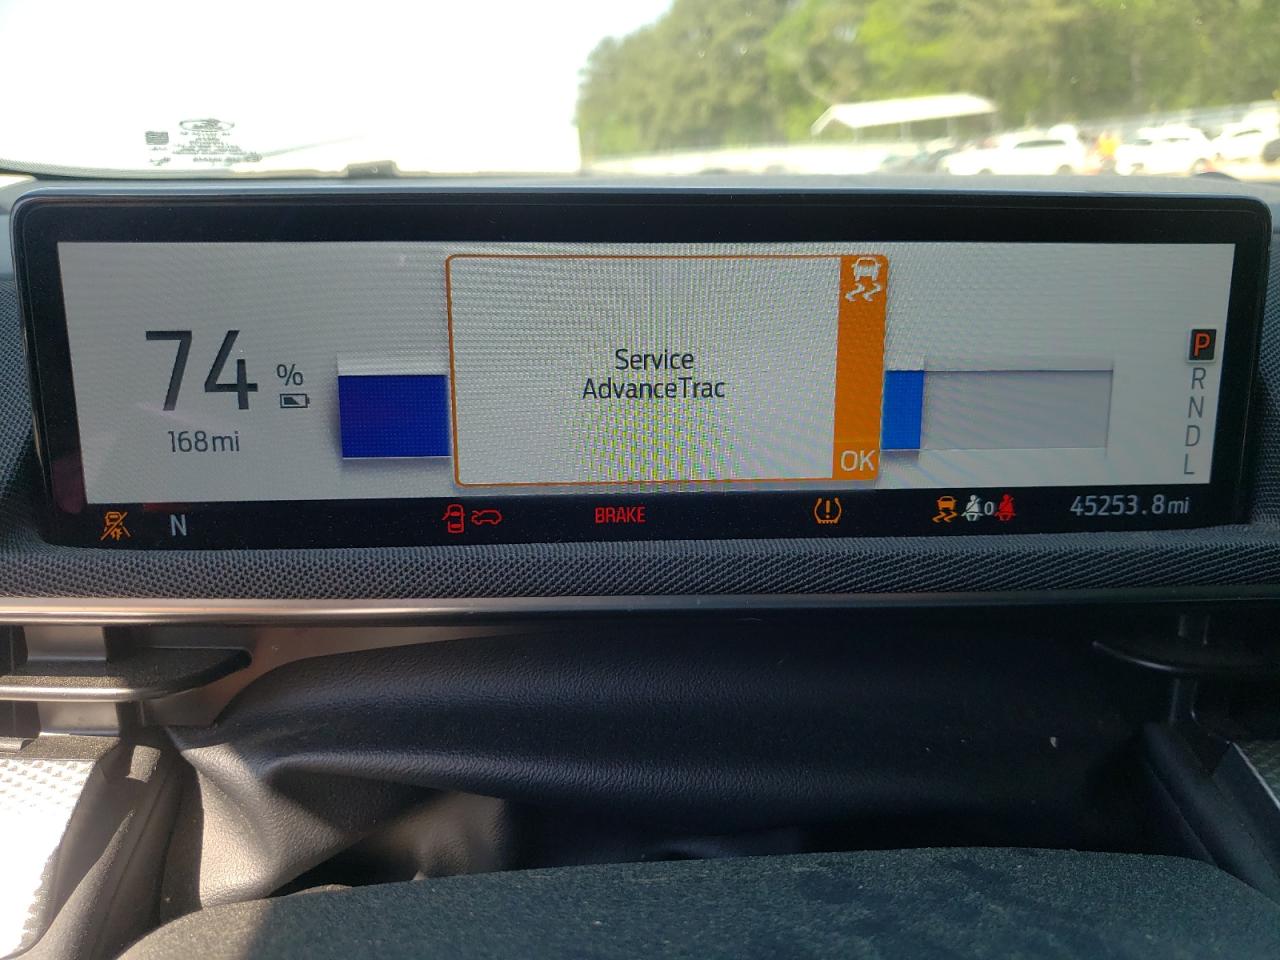 74 %
168mi
Service
AdvanceTrac
OK
P
R
N
D
L
N
BRAKE
0
45253.8mi